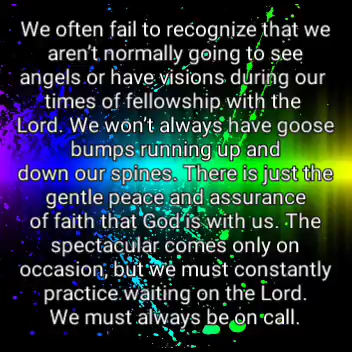 We often fail to recognize that we
aren't normally going to see
angels or have visions during our
times of fellowship with the
Lord. We won't always have goose
bumps running up and
down our spines. There is just the
gentle peace and assurance
of faith that God is with us. The
spectacular comes only on
occasion, but we must constantly
practice waiting on the Lord.
We must always be on call.